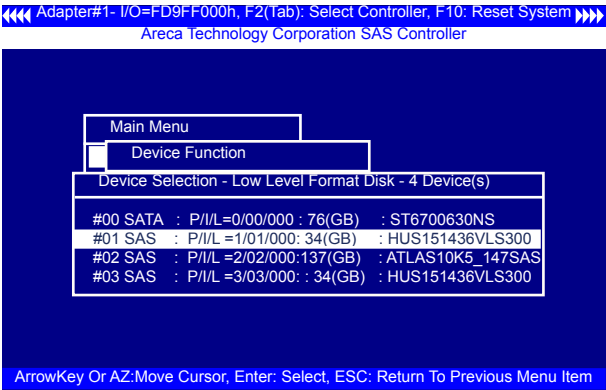 Adapter#1- I/O=FD9FF000h, F2(Tab): Select Controller, F10: Reset System
Areca Technology Corporation SAS Controller
Main Menu
Device Function
Device Selection - Low Level Format Disk - 4 Device(s)
#00 SATA : P/I/L=0/00/000 : 76(GB) : ST6700630NS
#01 SAS : P/I/L =1/01/000: 34(GB) : HUS151436VLS300
#02 SAS : P/I/L =2/02/000:137(GB) : ATLAS10K5_147SAS
#03 SAS : P/I/L =3/03/000: : 34(GB) : HUS151436VLS300
ArrowKey Or AZ:Move Cursor, Enter: Select, ESC: Return To Previous Menu Item